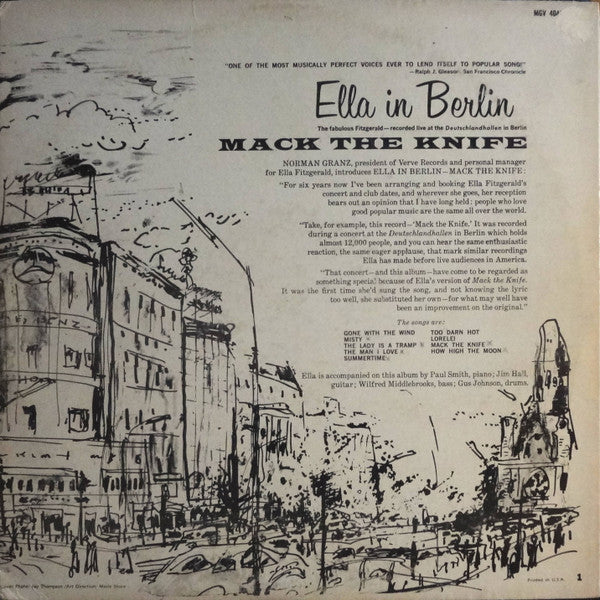 MGV 404
"ONE OF THE MOST MUSICALLY PERFECT VOICES EVER TO LEND ITSELF TO POPULAR SONG!"
—Ralph J. Gleason: San Francisco Chronicle
Ella in Berlin
The fabulous Fitzgerald—recorded live at the Deutschlandhallen in Berlin
MACK THE KNIFE
NORMAN GRANZ, president of Verve Records and personal manager
for Ella Fitzgerald, introduces ELLA IN BERLIN—MACK THE KNIFE:
"For six years now I've been arranging and booking Ella Fitzgerald's
concert and club dates, and wherever she goes, her reception
bears out an opinion that I have long held: people who love
good popular music are the same all over the world.
"Take, for example, this record—'Mack the Knife.' It was recorded
during a concert at the Deutschlandhallen in Berlin which holds
almost 12,000 people, and you can hear the same enthusiastic
reaction, the same eager applause, that mark similar recordings
Ella has made before live audiences in America.
"That concert—and this album—have come to be regarded as
something special because of Ella's version of Mack the Knife.
It was the first time she'd sung the song, and not knowing the lyric
too well, she substituted her own—for what may well have
been an improvement on the original."
The songs are:
GONE WITH THE WIND
MISTY
THE LADY IS A TRAMP
THE MAN I LOVE
SUMMERTIME
TOO DARN HOT
LORELEI
MACK THE KNIFE
HOW HIGH THE MOON
Ella is accompanied on this album by Paul Smith, piano; Jim Hall,
guitar; Wilfred Middlebrooks, bass; Gus Johnson, drums.
BENZ
Cover Photo: Jay Thompson /Art Direction: Merle Shore
Printed in U.S.A.
1